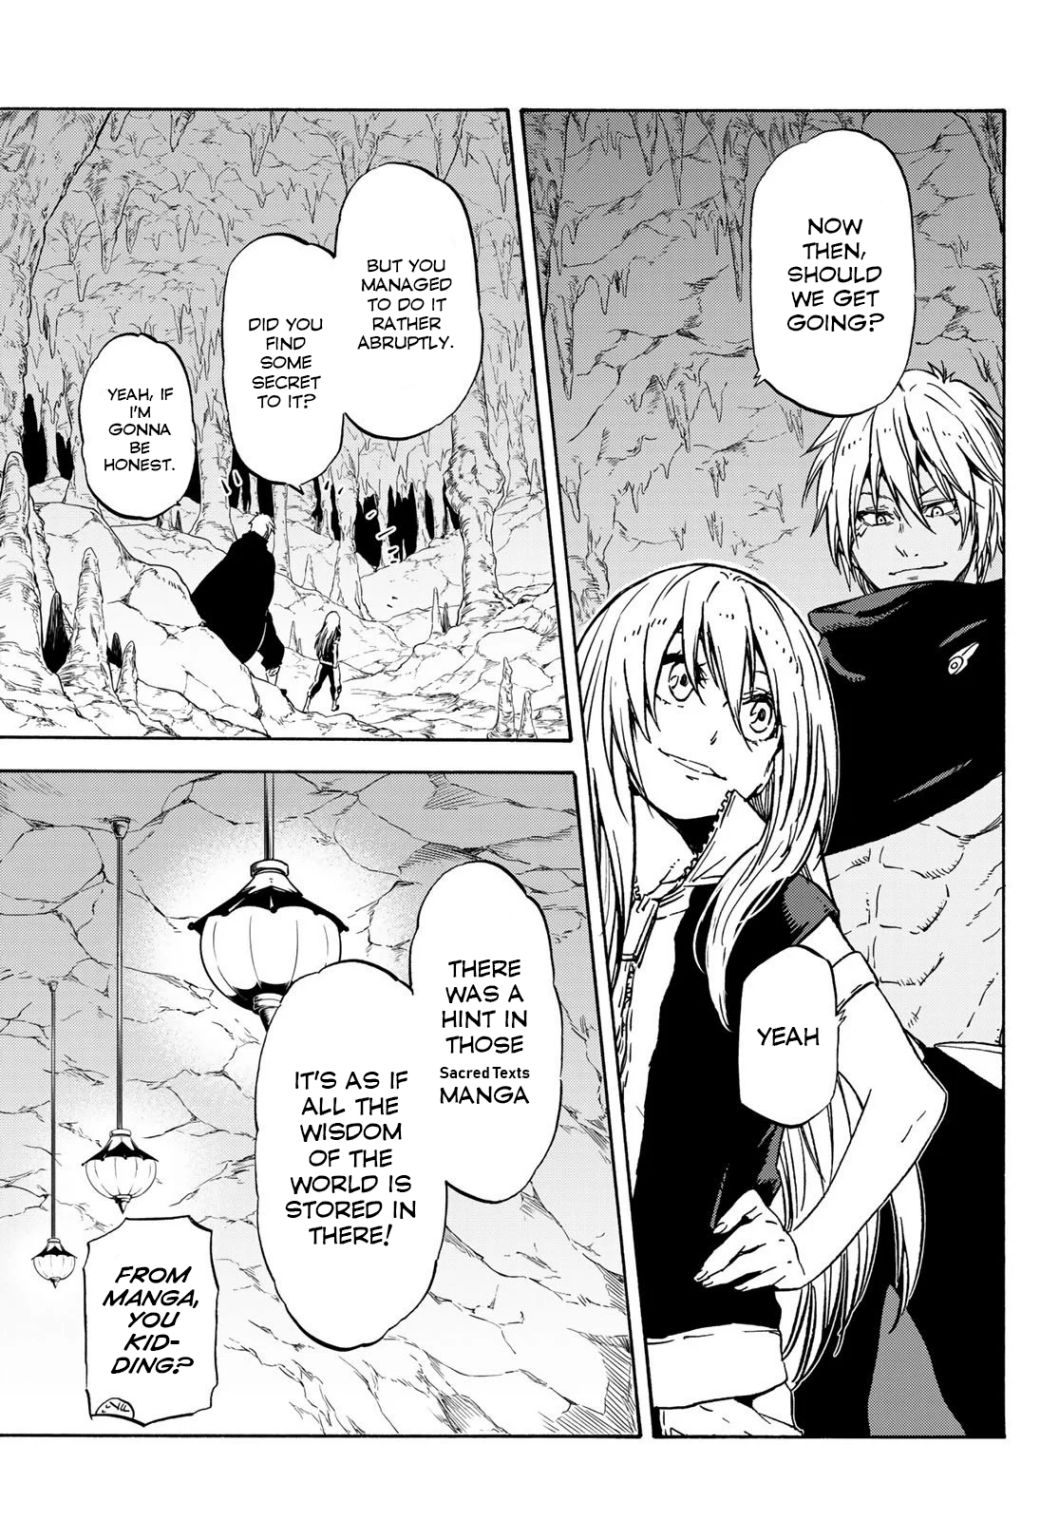 NOW
THEN,
SHOULD
WE GET
GOING?
YEAH
BUT YOU
MANAGED
TO DO IT
RATHER
ABRUPTLY.
DID YOU
FIND
SOME
SECRET
TO IT?
YEAH, IF
I'M
GONNA
BE
HONEST.
THERE
WAS A
HINT IN
THOSE
Sacred Texts
MANGA
IT'S AS IF
ALL THE
WISDOM
OF THE
WORLD IS
STORED IN
THERE!
FROM
MANGA,
YOU
KID-
DING?